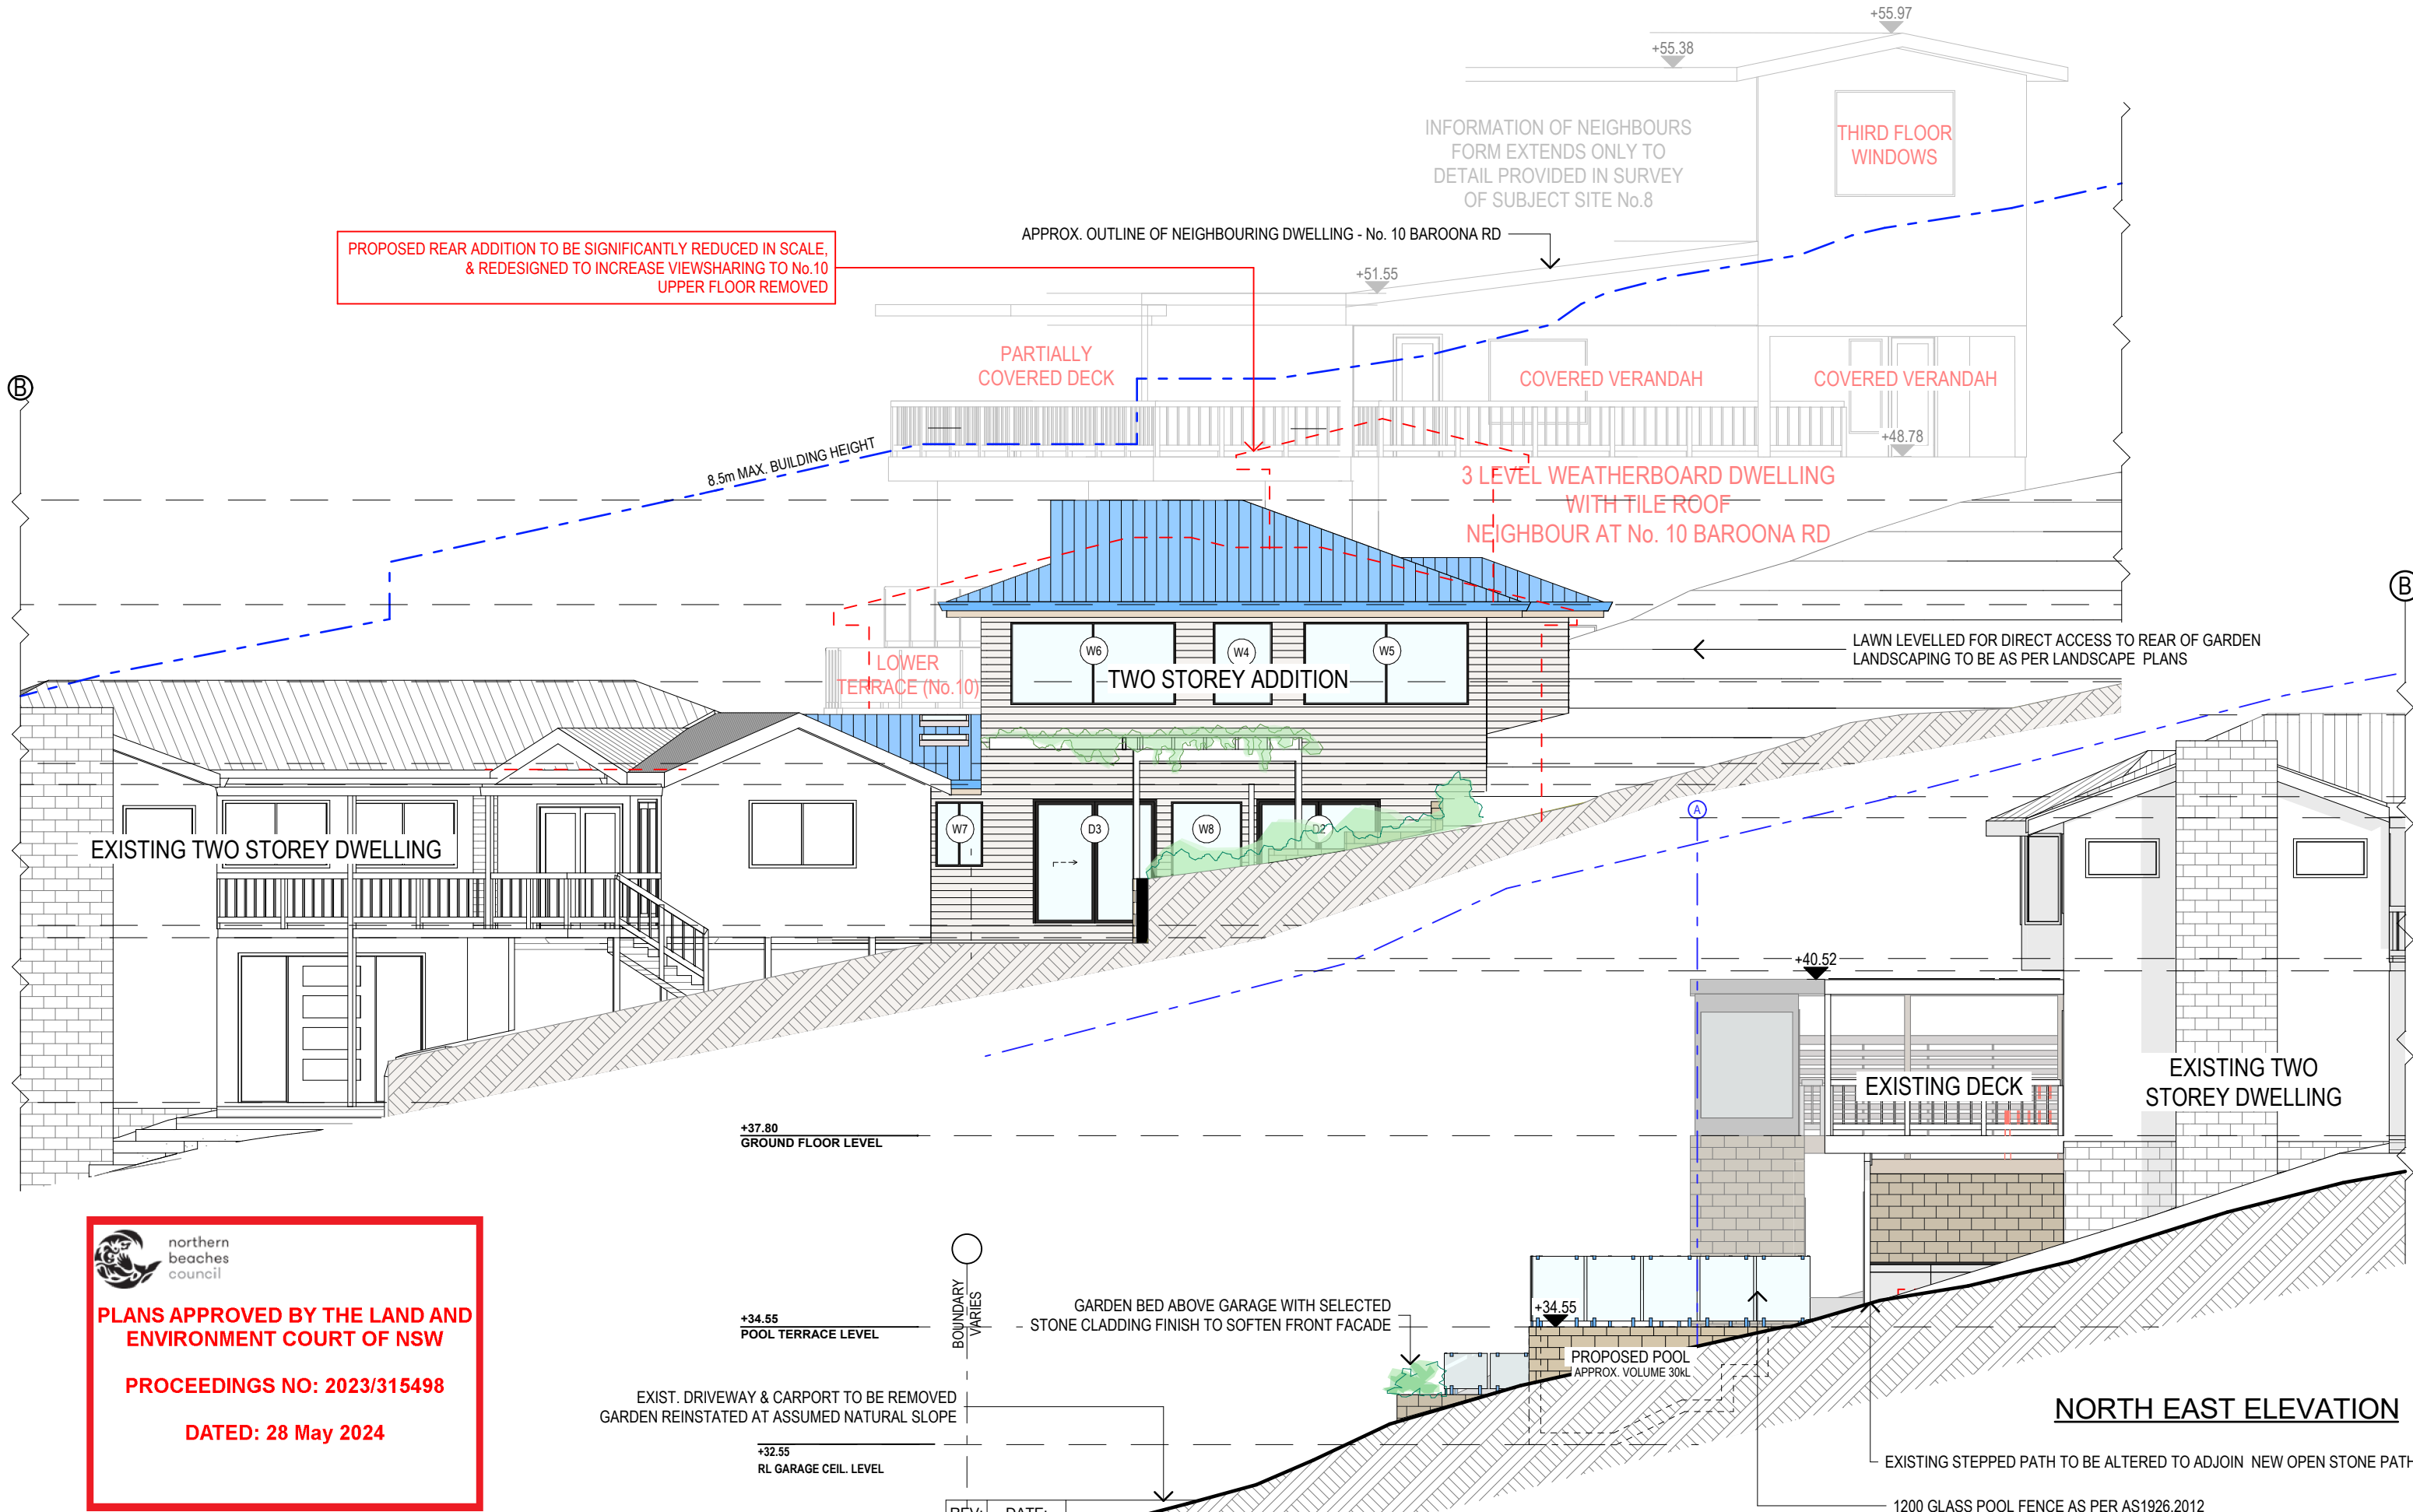 +55.97
+55.38
INFORMATION OF NEIGHBOURS
FORM EXTENDS ONLY TO
DETAIL PROVIDED IN SURVEY
OF SUBJECT SITE No.8
THIRD FLOOR
WINDOWS
PROPOSED REAR ADDITION TO BE SIGNIFICANTLY REDUCED IN SCALE,
& REDESIGNED TO INCREASE VIEWSHARING TO No.10
UPPER FLOOR REMOVED
APPROX. OUTLINE OF NEIGHBOURING DWELLING - No. 10 BAROONA RD
+51.55
PARTIALLY
COVERED DECK
COVERED VERANDAH
COVERED VERANDAH
B
8.5m MAX. BUILDING HEIGHT
+48.78
3 LEVEL WEATHERBOARD DWELLING
WITH TILE ROOF
NEIGHBOUR AT No. 10 BAROONA RD
B
LAWN LEVELLED FOR DIRECT ACCESS TO REAR OF GARDEN
LANDSCAPING TO BE AS PER LANDSCAPE PLANS
W6
W4
W5
LOWER
TERRACE (No.10)
TWO STOREY ADDITION
A
W7
D3
W8
D2
EXISTING TWO STOREY DWELLING
+40.52
EXISTING DECK
EXISTING TWO
STOREY DWELLING
+37.80
GROUND FLOOR LEVEL
northern
beaches
council
PLANS APPROVED BY THE LAND AND
ENVIRONMENT COURT OF NSW
PROCEEDINGS NO: 2023/315498
DATED: 28 May 2024
BOUNDARY
VARIES
+34.55
POOL TERRACE LEVEL
GARDEN BED ABOVE GARAGE WITH SELECTED
STONE CLADDING FINISH TO SOFTEN FRONT FACADE
+34.55
PROPOSED POOL
APPROX. VOLUME 30kL
EXIST. DRIVEWAY & CARPORT TO BE REMOVED
GARDEN REINSTATED AT ASSUMED NATURAL SLOPE
NORTH EAST ELEVATION
+32.55
RL GARAGE CEIL. LEVEL
EXISTING STEPPED PATH TO BE ALTERED TO ADJOIN NEW OPEN STONE PATH
1200 GLASS POOL FENCE AS PER AS1926.2012
REV: DATE: